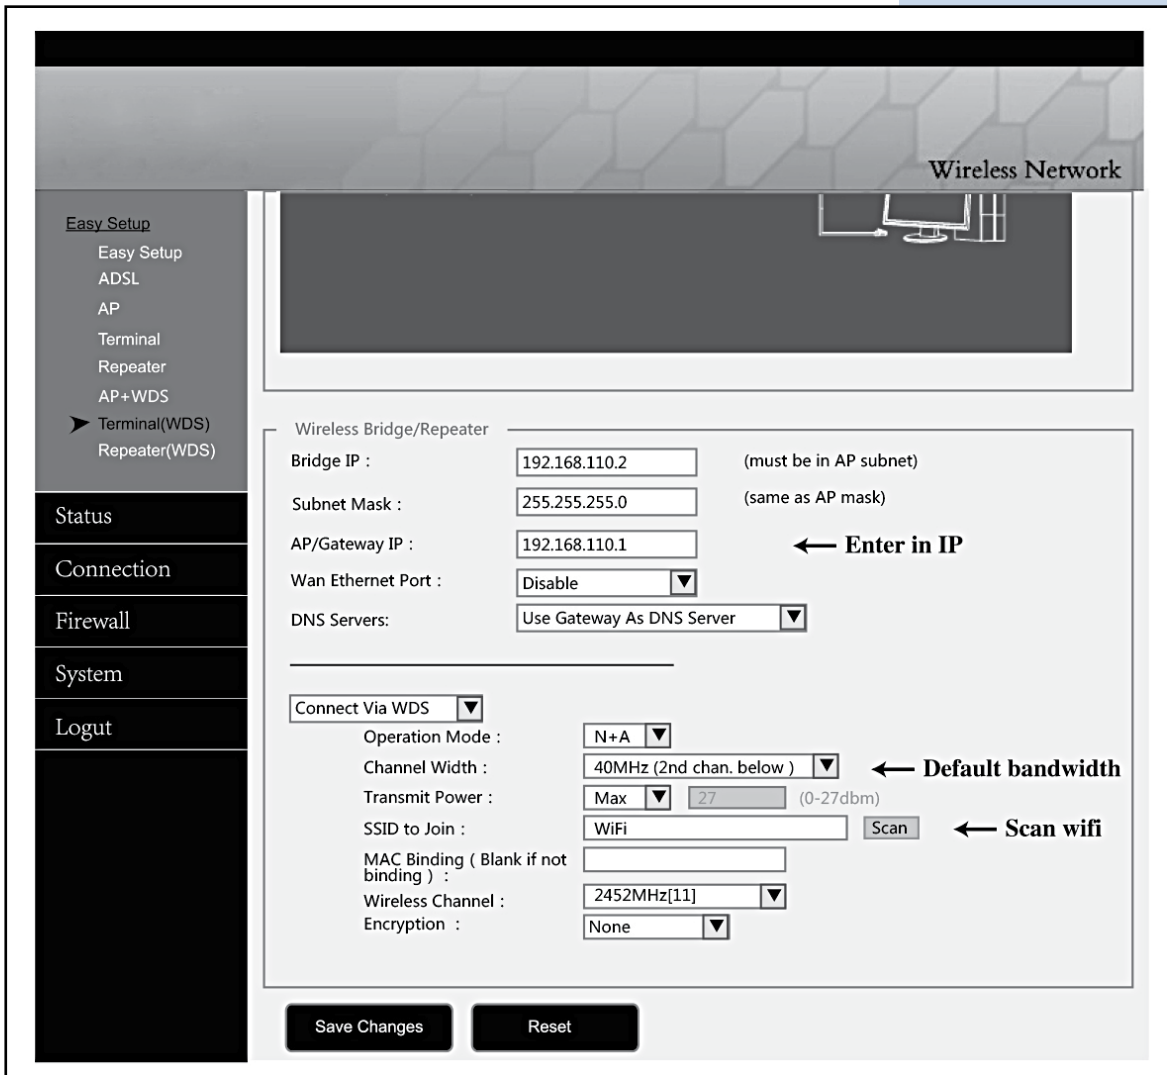 Wireless Network
Easy Setup
Easy Setup
ADSL
AP
Terminal
Repeater
AP+WDS
Terminal(WDS)
Repeater(WDS)
Status
Connection
Firewall
System
Logut
Wireless Bridge/Repeater
Bridge IP : 192.168.110.2 (must be in AP subnet)
Subnet Mask : 255.255.255.0 (same as AP mask)
AP/Gateway IP : 192.168.110.1 Enter in IP
Wan Ethernet Port : Disable
DNS Servers: Use Gateway As DNS Server
Connect Via WDS
Operation Mode : N+A
Channel Width : 40MHz (2nd chan. below ) Default bandwidth
Transmit Power : Max 27 (0-27dbm)
SSID to Join : WiFi Scan Scan wifi
MAC Binding ( Blank if not
binding ) :
Wireless Channel : 2452MHz[11]
Encryption : None
Save Changes Reset